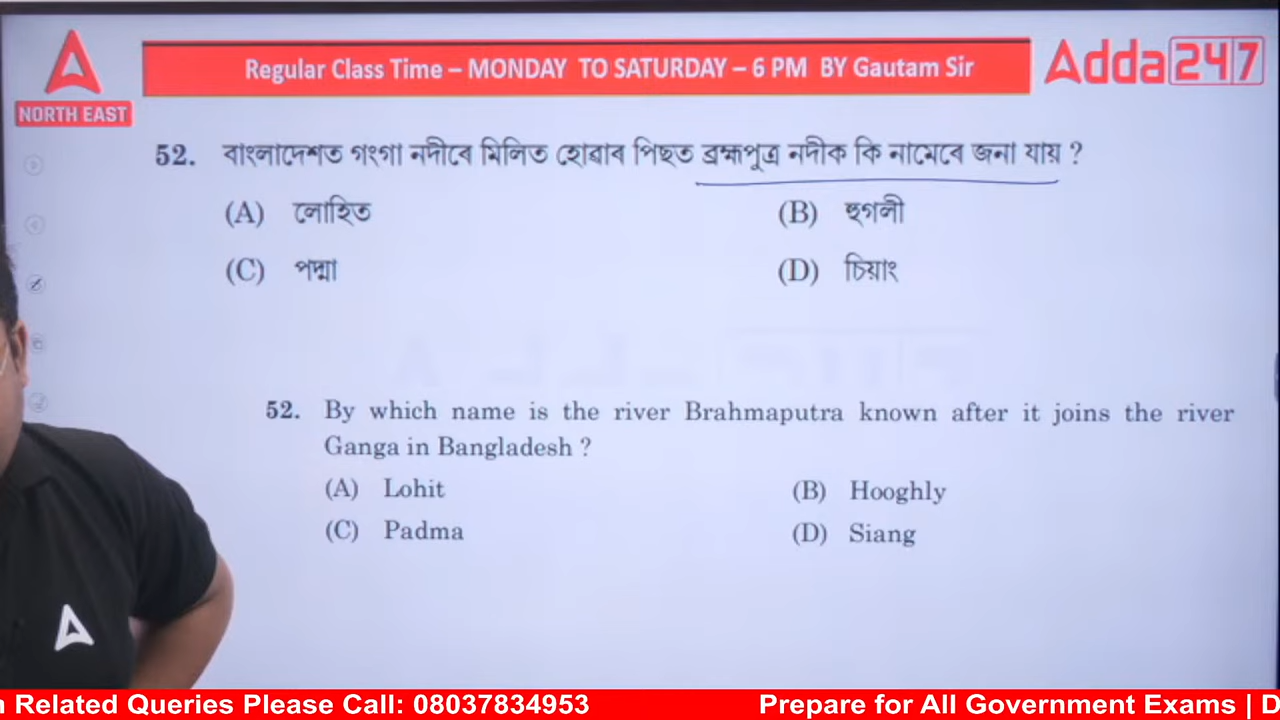 Regular Class Time – MONDAY TO SATURDAY – 6 PM BY Gautam Sir
Adda 247
NORTH EAST
52. বাংলাদেশত গংগা নদীৰে মিলিত হোৱাৰ পিছত ব্ৰহ্মপুত্ৰ নদীক কি নামেৰে জনা যায় ?
(A) লোহিত
(B) হুগলী
(C) পদ্মা
(D) চিয়াং
52. By which name is the river Brahmaputra known after it joins the river
Ganga in Bangladesh ?
(A) Lohit
(B) Hooghly
(C) Padma
(D) Siang
Related Queries Please Call: 08037834953
Prepare for All Government Exams |